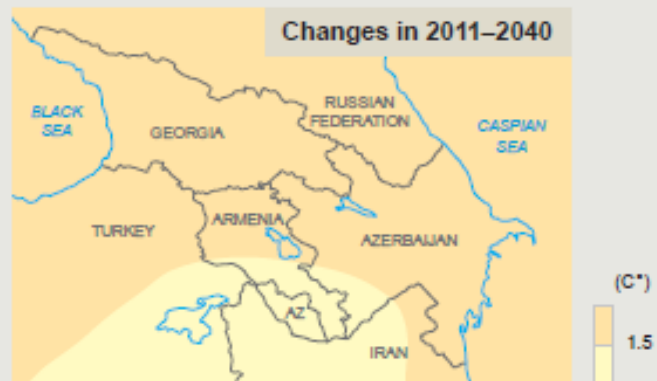 Changes in 2011–2040
BLACK
SEA
GEORGIA
RUSSIAN
FEDERATION
CASPIAN
SEA
TURKEY
ARMENIA
AZERBAIJAN
AZ
IRAN
(C°)
1.5